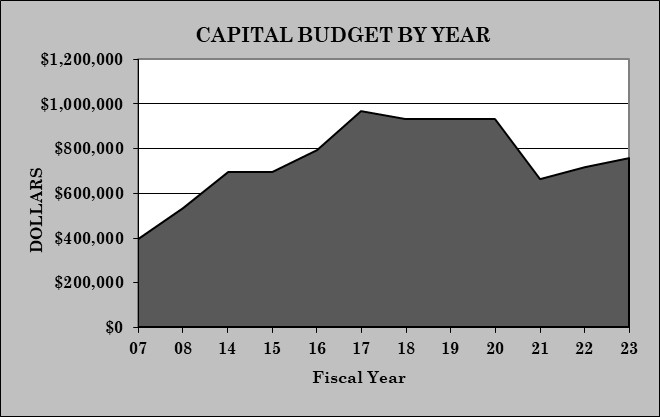 CAPITAL BUDGET BY YEAR
$1,200,000
$1,000,000
$800,000
$600,000
$400,000
$200,000
$0
DOLLARS
07 08 14 15 16 17 18 19 20 21 22 23
Fiscal Year